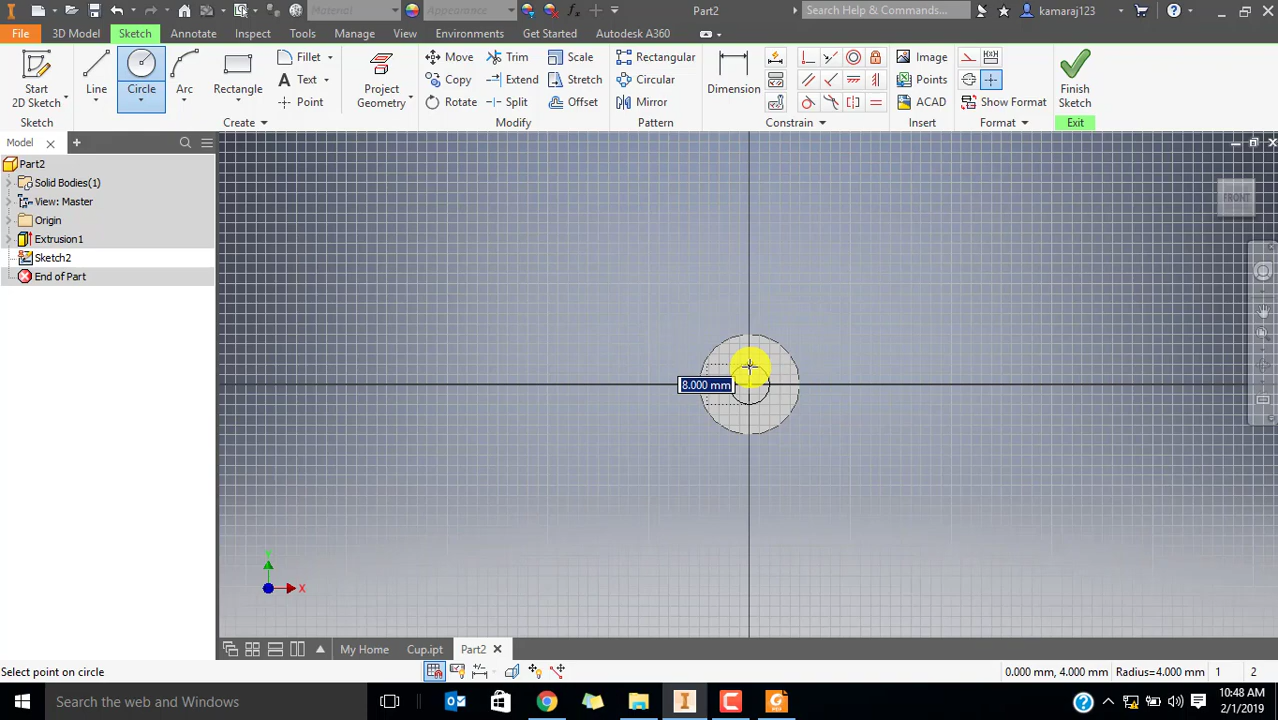 Material
Appearance
Part2
Search Help & Commands...
kamaraj123
File
3D Model
Sketch
Annotate
Inspect
Tools
Manage
View
Environments
Get Started
Autodesk A360
Start
2D Sketch
Line
Circle
Arc
Rectangle
Fillet
Text
Point
Project
Geometry
Move
Copy
Rotate
Trim
Extend
Split
Scale
Stretch
Offset
Rectangular
Circular
Mirror
Dimension
Image
Points
ACAD
Show Format
Finish
Sketch
Sketch
Create
Modify
Pattern
Constrain
Insert
Format
Exit
Model
Part2
Solid Bodies(1)
View: Master
Origin
Extrusion1
Sketch2
End of Part
FRONT
8.000 mm
Y
X
My Home
Cup.ipt
Part2
Select point on circle
0.000 mm, 4.000 mm
Radius=4.000 mm
1
2
Search the web and Windows
10:48 AM
2/1/2019